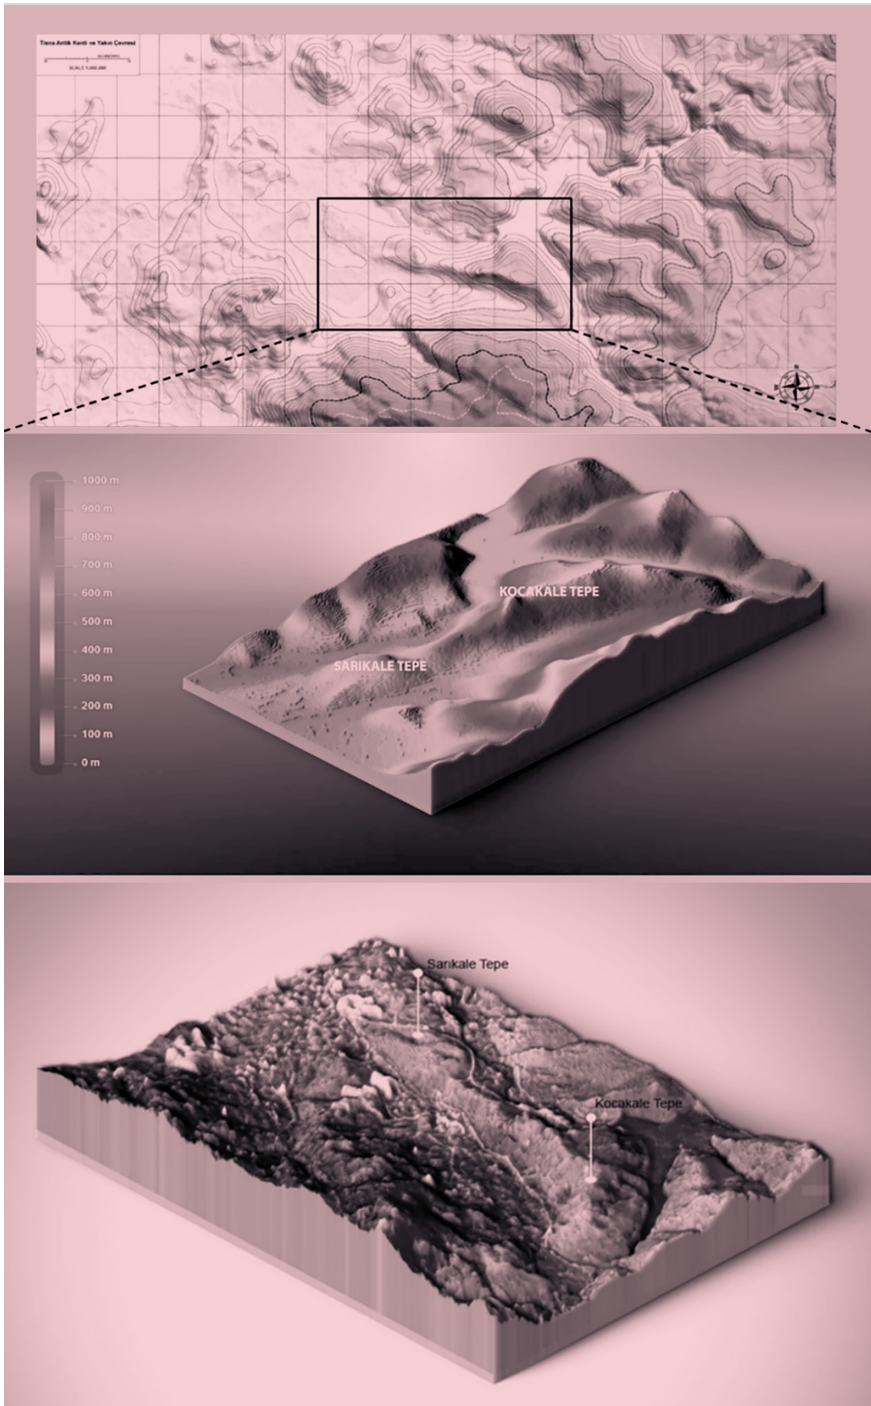 Tisna Antik Kenti ve Yakın Çevresi
1000 m
900 m
800 m
700 m
600 m
500 m
400 m
300 m
200 m
100 m
0 m
KOCAKALE TEPE
SARIKALE TEPE
Sarıkale Tepe
Kocakale Tepe